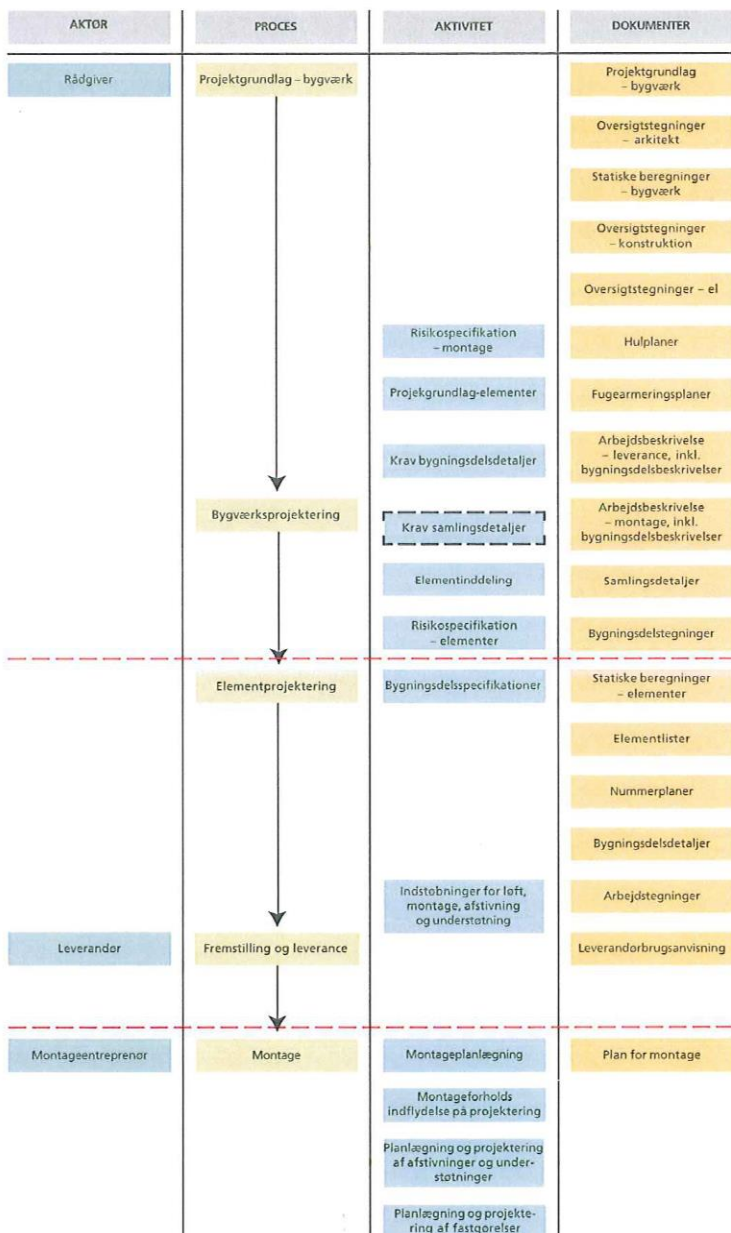 AKTØR
PROCES
AKTIVITET
DOKUMENTER
Rådgiver
Projektgrundlag – bygværk
Projektgrundlag
– bygværk
Oversigtstegninger
– arkitekt
Statiske beregninger
– bygværk
Oversigtstegninger
– konstruktion
Oversigtstegninger – el
Risikospecifikation
– montage
Hulplaner
Projekgrundlag-elementer
Fugearmeringsplaner
Krav bygningsdelsdetaljer
Arbejdsbeskrivelse
– leverance, inkl.
bygningsdelsbeskrivelser
Bygværksprojektering
Krav samlingsdetaljer
Arbejdsbeskrivelse
– montage, inkl.
bygningsdelsbeskrivelser
Elementinddeling
Samlingsdetaljer
Risikospecifikation
– elementer
Bygningsdelstegninger
Elementprojektering
Bygningsdelsspecifikationer
Statiske beregninger
– elementer
Elementlister
Nummerplaner
Bygningsdelsdetaljer
Indstøbninger for løft,
montage, afstivning
og understøtning
Arbejdstegninger
Leverandør
Fremstilling og leverance
Leverandørbrugsanvisning
Montageentreprenør
Montage
Montageplanlægning
Plan for montage
Montageforholds
indflydelse på projektering
Planlægning og projektering
af afstivninger og under-
støtninger
Planlægning og projekte-
ring af fastgørelser